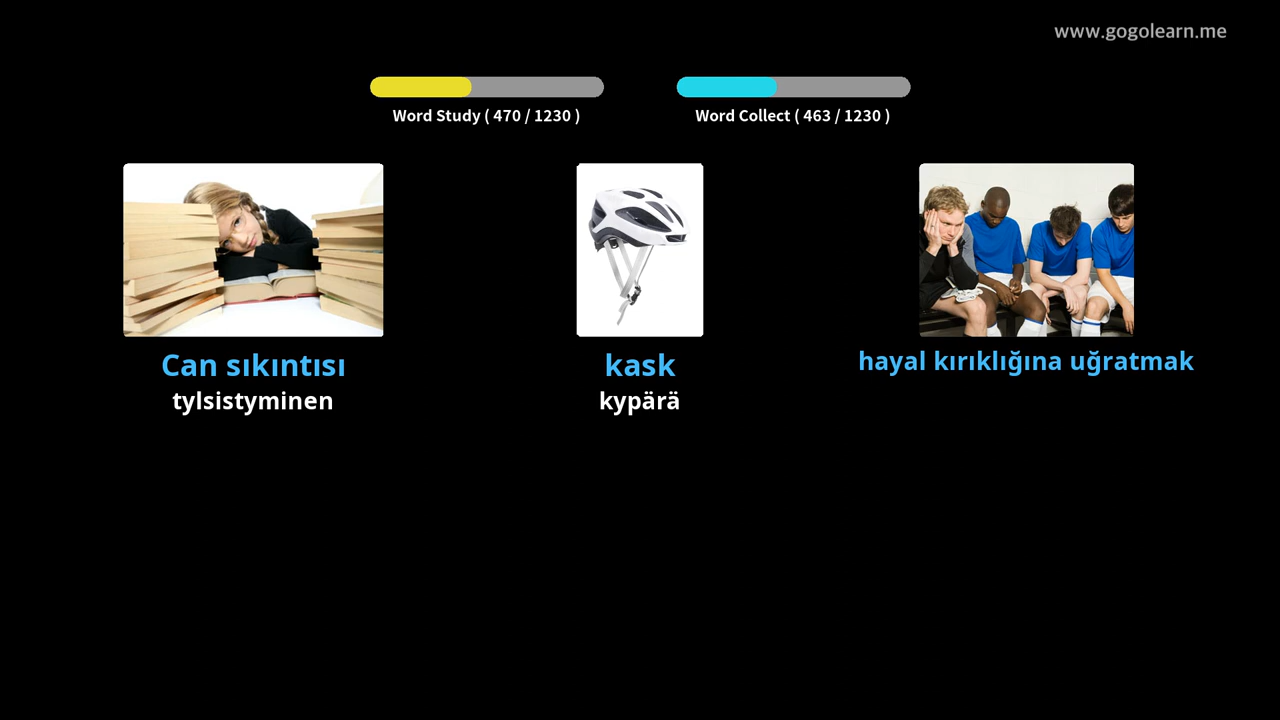 www.gogolearn.me
Word Study ( 470 / 1230 )
Word Collect ( 463 / 1230 )
Can sıkıntısı
tylsistyminen
kask
kypärä
hayal kırıklığına uğratmak